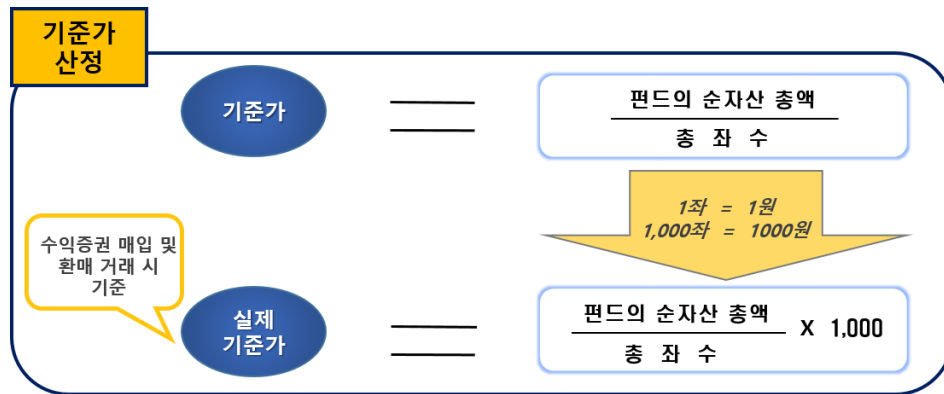 기준가
산정
기준가
펀드의 순자산 총액
총 좌 수
1좌 = 1원
1,000좌 = 1000원
수익증권 매입 및
환매 거래 시
기준
실제
기준가
펀드의 순자산 총액
총 좌 수
X 1,000